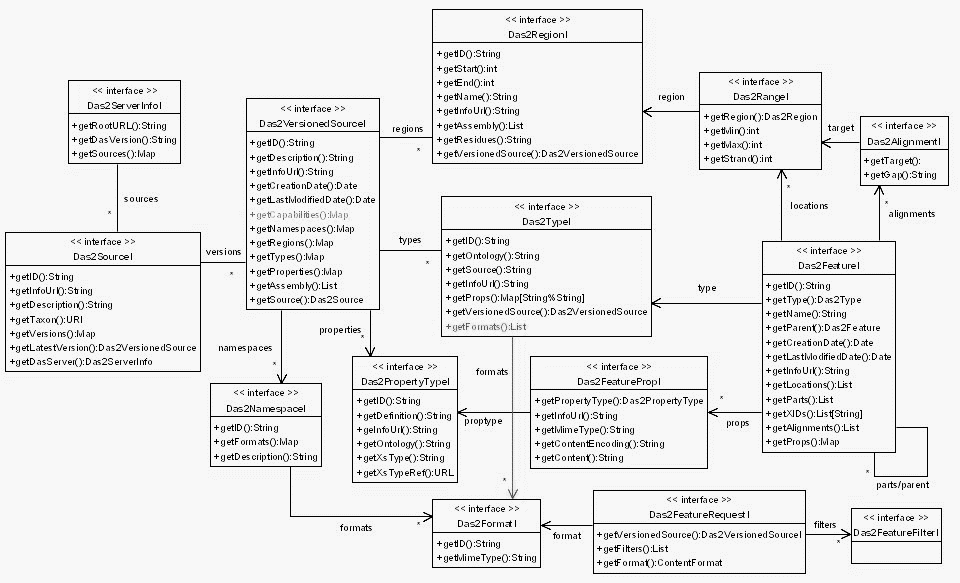 << interface >>
Das2RegionI
+getID():String
+getStart():int
+getEnd():int
+getName():String
+getInfoUrl():String
+getAssembly():List
+getResidues():String
+getVersionedSource():Das2VersionedSource
<< interface >>
Das2ServerInfoI
+getRootURL():String
+getDasVersion():String
+getSources():Map
<< interface >>
Das2VersionedSourceI
+getID():String
+getDescription():String
+getInfoUrl():String
+getCreationDate():Date
+getLastModifiedDate():Date
+getCapabilities():Map
+getNamespaces():Map
+getRegions():Map
+getTypes():Map
+getProperties():Map
+getAssembly():List
+getSource():Das2Source
regions
*
<< interface >>
Das2RangeI
+getRegion():Das2Region
+getMin():int
+getMax():int
+getStrand():int
region
target
<< interface >>
Das2AlignmentI
+getTarget():
+getGap():String
sources
*
* 
locations
*
alignments
<< interface >>
Das2SourceI
+getID():String
+getInfoUrl():String
+getDescription():String
+getTaxon():URI
+getVersions():Map
+getLatestVersion():Das2VersionedSource
+getDasServer():Das2ServerInfo
versions
*
types
*
<< interface >>
Das2TypeI
+getID():String
+getOntology():String
+getSource():String
+getInfoUrl():String
+getProps():Map[String%String]
+getVersionedSource():Das2VersionedSource
+getFormats():List
type
<< interface >>
Das2FeatureI
+getID():String
+getType():Das2Type
+getName():String
+getParent():Das2Feature
+getCreationDate():Date
+getLastModifiedDate():Date
+getInfoUrl():String
+getLocations():List
+getParts():List
+getXIDs():List[String]
+getAlignments():List
+getProps():Map
properties
*
namespaces
*
formats
*
<< interface >>
Das2NamespaceI
+getID():String
+getFormats():Map
+getDescription():String
<< interface >>
Das2PropertyTypeI
+getID():String
+getDefinition():String
+geInfoUrl():String
+getOntology():String
+getXsType():String
+getXsTypeRef():URL
proptype
<< interface >>
Das2FeaturePropI
+getPropertyType():Das2PropertyType
+getInfoUrl():String
+getMimeType():String
+getContentEncoding():String
+getContent():String
*
props
*
parts/parent
formats
*
<< interface >>
Das2FormatI
+getID():String
+getMimeType():String
format
<< interface >>
Das2FeatureRequestI
+getVersionedSource():Das2VersionedSourceI
+getFilters():List
+getFormat():ContentFormat
filters
*
<< interface >>
Das2FeatureFilterI